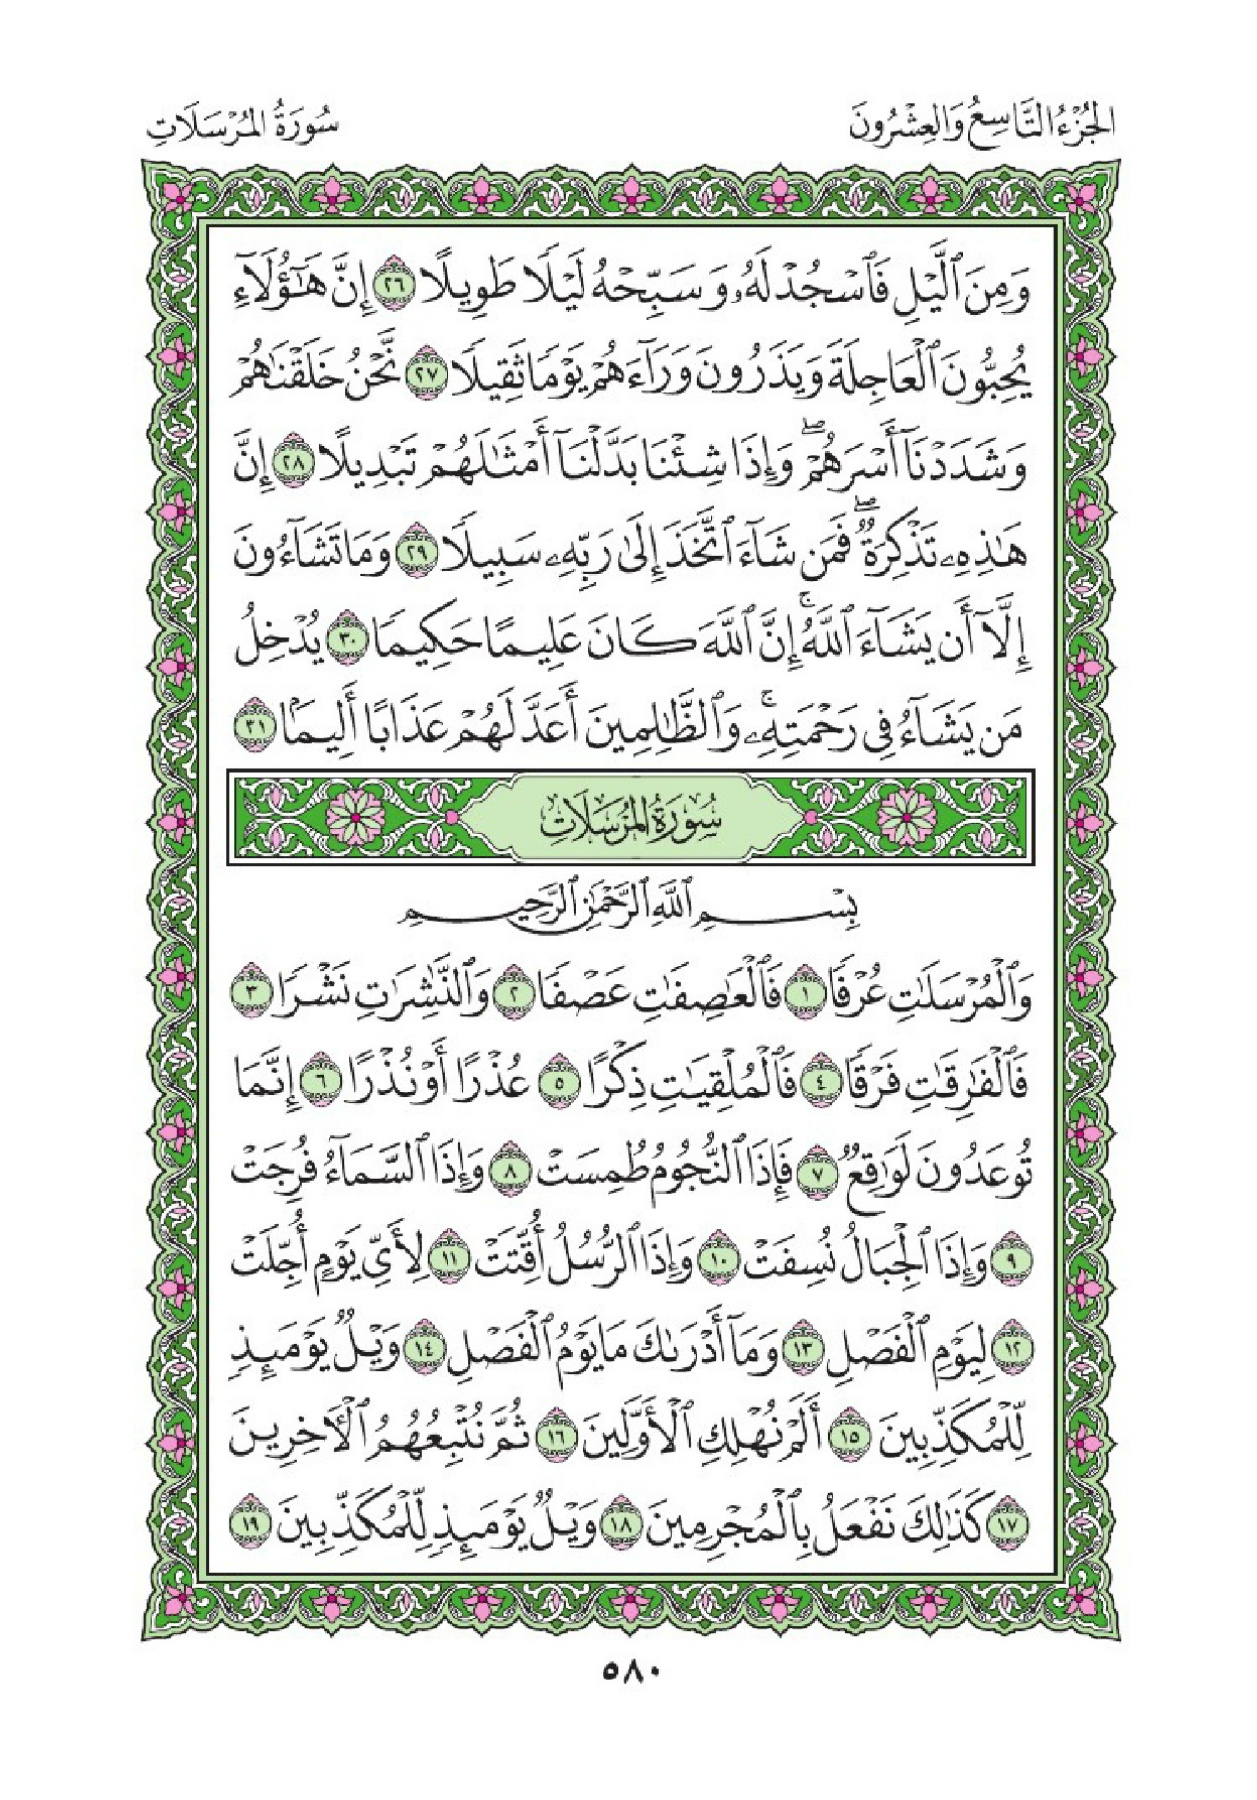 الجُزْءُ التَّاسِعُ وَالعِشْرُونَ
سُورَةُ المُرْسَلَاتِ
وَمِنَ ٱلَّيْلِ فَٱسْجُدْ لَهُۥ وَسَبِّحْهُ لَيْلًا طَوِيلًا ٢٦ إِنَّ هَٰٓؤُلَآءِ
يُحِبُّونَ ٱلْعَاجِلَةَ وَيَذَرُونَ وَرَآءَهُمْ يَوْمًا ثَقِيلًا ٢٧ نَّحْنُ خَلَقْنَٰهُمْ
وَشَدَدْنَآ أَسْرَهُمْۖ وَإِذَا شِئْنَا بَدَّلْنَآ أَمْثَٰلَهُمْ تَبْدِيلًا ٢٨ إِنَّ
هَٰذِهِۦ تَذْكِرَةٌۖ فَمَن شَآءَ ٱتَّخَذَ إِلَىٰ رَبِّهِۦ سَبِيلًا ٢٩ وَمَا تَشَآءُونَ
إِلَّآ أَن يَشَآءَ ٱللَّهُۚ إِنَّ ٱللَّهَ كَانَ عَلِيمًا حَكِيمًا ٣٠ يُدْخِلُ
مَن يَشَآءُ فِى رَحْمَتِهِۦۚ وَٱلظَّٰلِمِينَ أَعَدَّ لَهُمْ عَذَابًا أَلِيمًۢا ٣١
سُورَةُ المُرْسَلَاتِ
بِسْمِ ٱللَّهِ ٱلرَّحْمَٰنِ ٱلرَّحِيمِ
وَٱلْمُرْسَلَٰتِ عُرْفًا ١ فَٱلْعَٰصِفَٰتِ عَصْفًا ٢ وَٱلنَّٰشِرَٰتِ نَشْرًا ٣
فَٱلْفَٰرِقَٰتِ فَرْقًا ٤ فَٱلْمُلْقِيَٰتِ ذِكْرًا ٥ عُذْرًا أَوْ نُذْرًا ٦ إِنَّمَا
تُوعَدُونَ لَوَٰقِعٌ ٧ فَإِذَا ٱلنُّجُومُ طُمِسَتْ ٨ وَإِذَا ٱلسَّمَآءُ فُرِجَتْ
٩ وَإِذَا ٱلْجِبَالُ نُسِفَتْ ١٠ وَإِذَا ٱلرُّسُلُ أُقِّتَتْ ١١ لِأَىِّ يَوْمٍ أُجِّلَتْ
١٢ لِيَوْمِ ٱلْفَصْلِ ١٣ وَمَآ أَدْرَىٰكَ مَا يَوْمُ ٱلْفَصْلِ ١٤ وَيْلٌ يَوْمَئِذٍ
لِّلْمُكَذِّبِينَ ١٥ أَلَمْ نُهْلِكِ ٱلْأَوَّلِينَ ١٦ ثُمَّ نُتْبِعُهُمُ ٱلْءَاخِرِينَ
١٧ كَذَٰلِكَ نَفْعَلُ بِٱلْمُجْرِمِينَ ١٨ وَيْلٌ يَوْمَئِذٍ لِّلْمُكَذِّبِينَ ١٩
٥٨٠